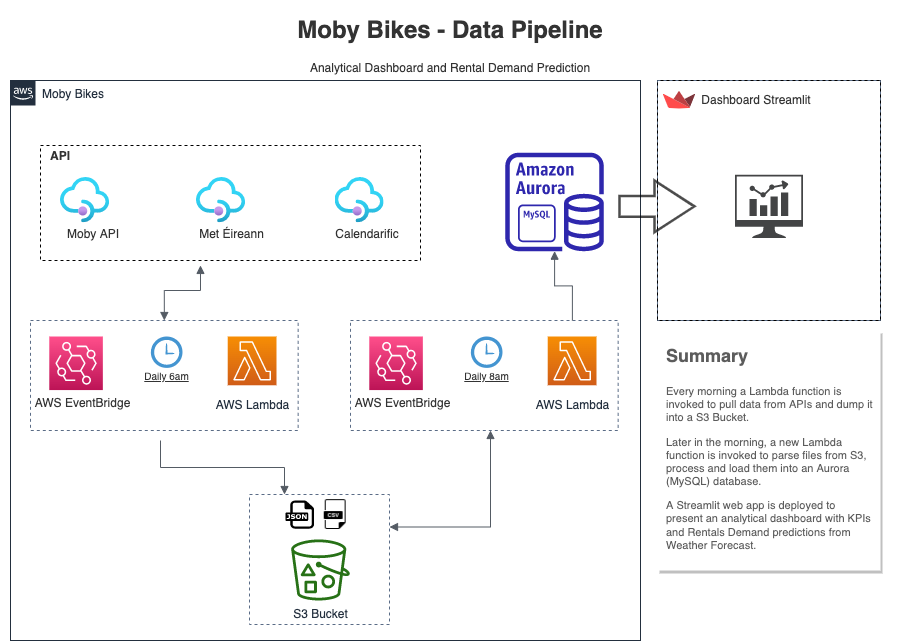 Moby Bikes - Data Pipeline
Analytical Dashboard and Rental Demand Prediction
aws
Moby Bikes
API
Moby API
Met Éireann
Calendarific
Amazon
Aurora
MySQL
Dashboard Streamlit
Daily 6am
AWS EventBridge
AWS Lambda
Daily 8am
AWS EventBridge
AWS Lambda
JSON
CSV
S3 Bucket
Summary
Every morning a Lambda function is
invoked to pull data from APIs and dump it
into a S3 Bucket.
Later in the morning, a new Lambda
function is invoked to parse files from S3,
process and load them into an Aurora
(MySQL) database.
A Streamlit web app is deployed to
present an analytical dashboard with KPIs
and Rentals Demand predictions from
Weather Forecast.